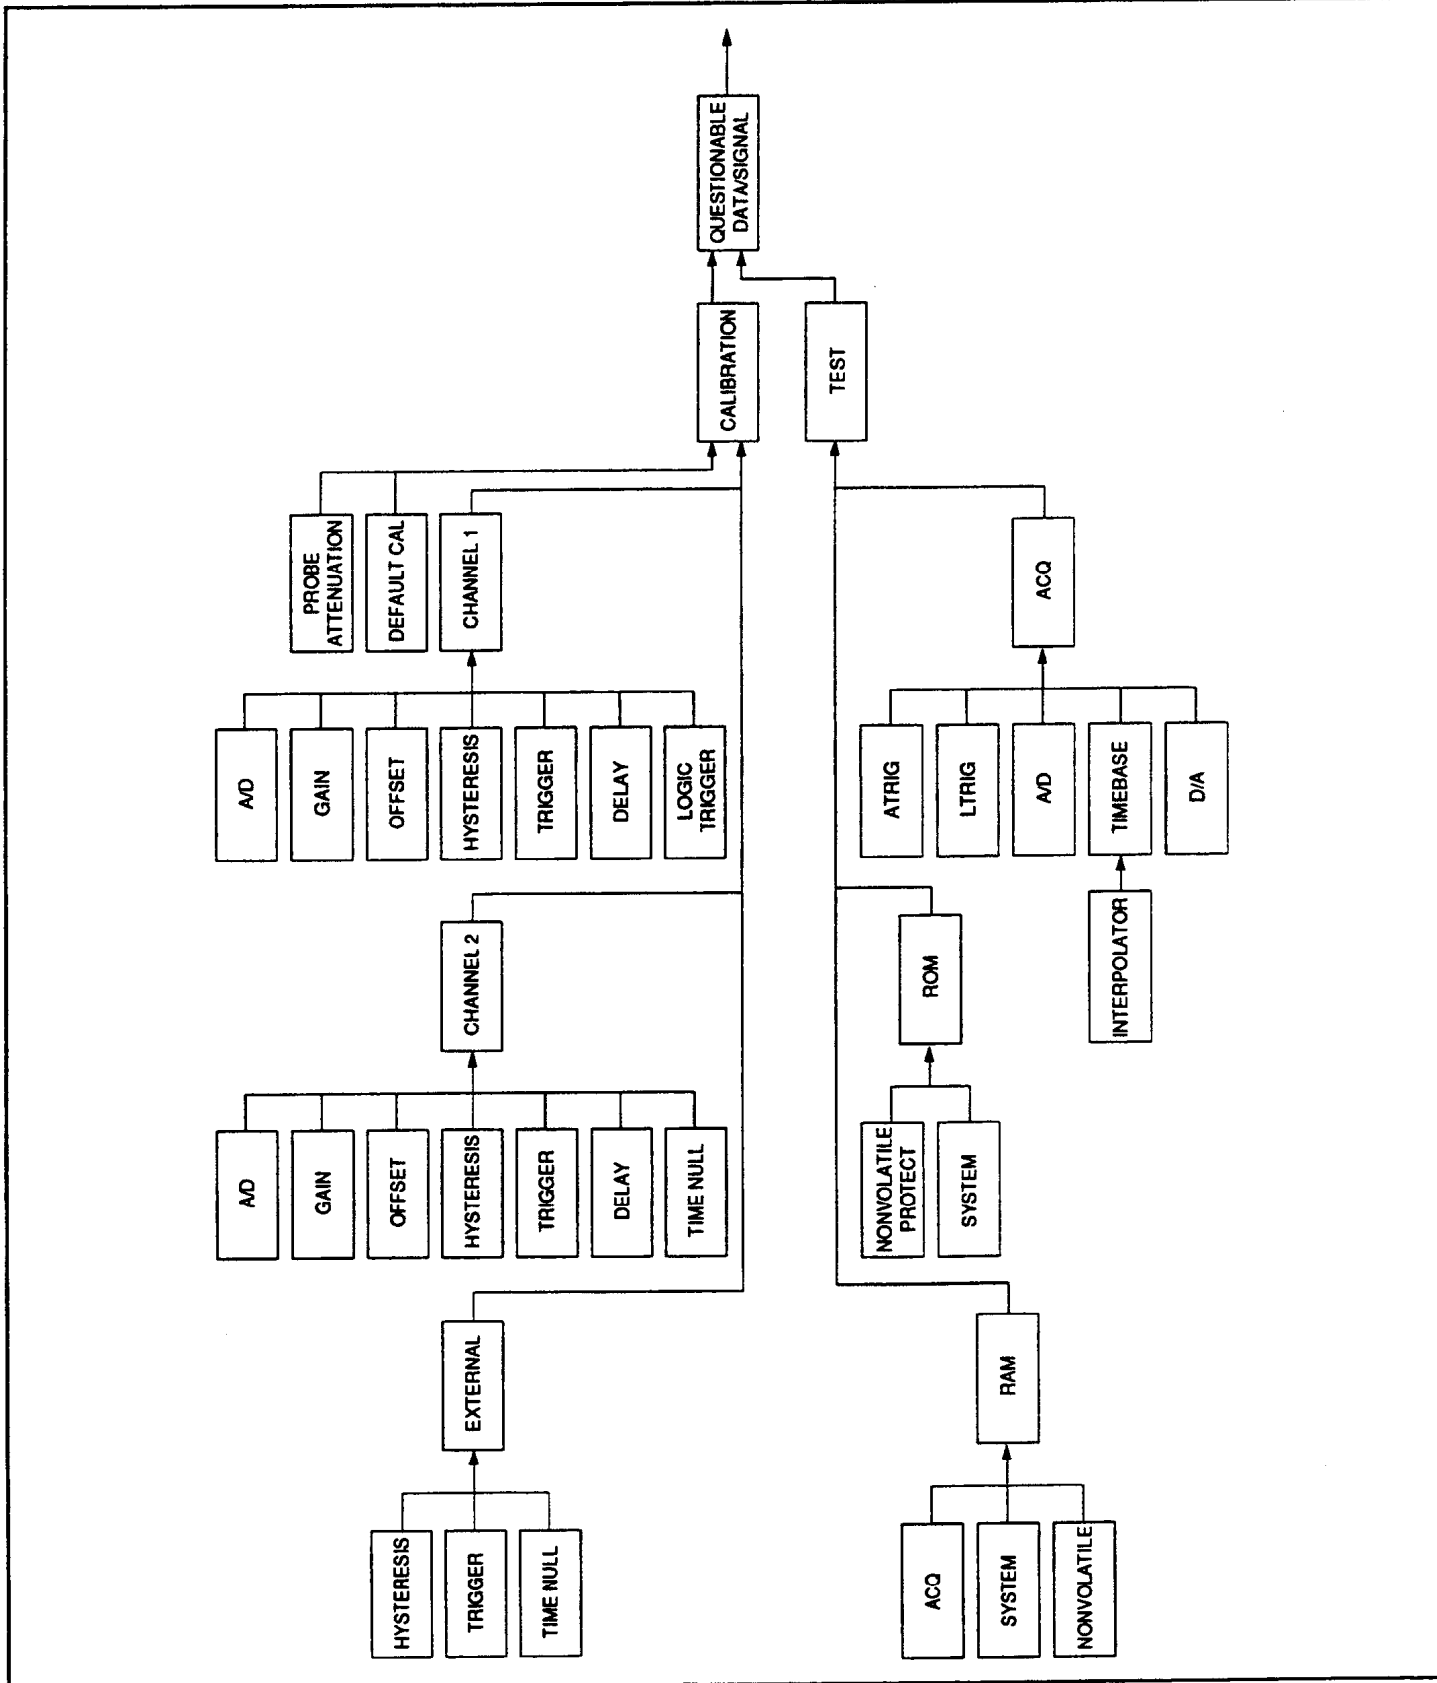 HYSTERESIS
TRIGGER
TIME NULL
EXTERNAL
A/D
GAIN
OFFSET
HYSTERESIS
TRIGGER
DELAY
TIME NULL
CHANNEL 2
A/D
GAIN
OFFSET
HYSTERESIS
TRIGGER
DELAY
LOGIC
TRIGGER
PROBE
ATTENUATION
DEFAULT CAL
CHANNEL 1
CALIBRATION
QUESTIONABLE
DATA/SIGNAL
TEST
ACQ
SYSTEM
NONVOLATILE
RAM
NONVOLATILE
PROTECT
SYSTEM
ROM
INTERPOLATOR
ATRIG
LTRIG
A/D
TIMEBASE
D/A
ACQ